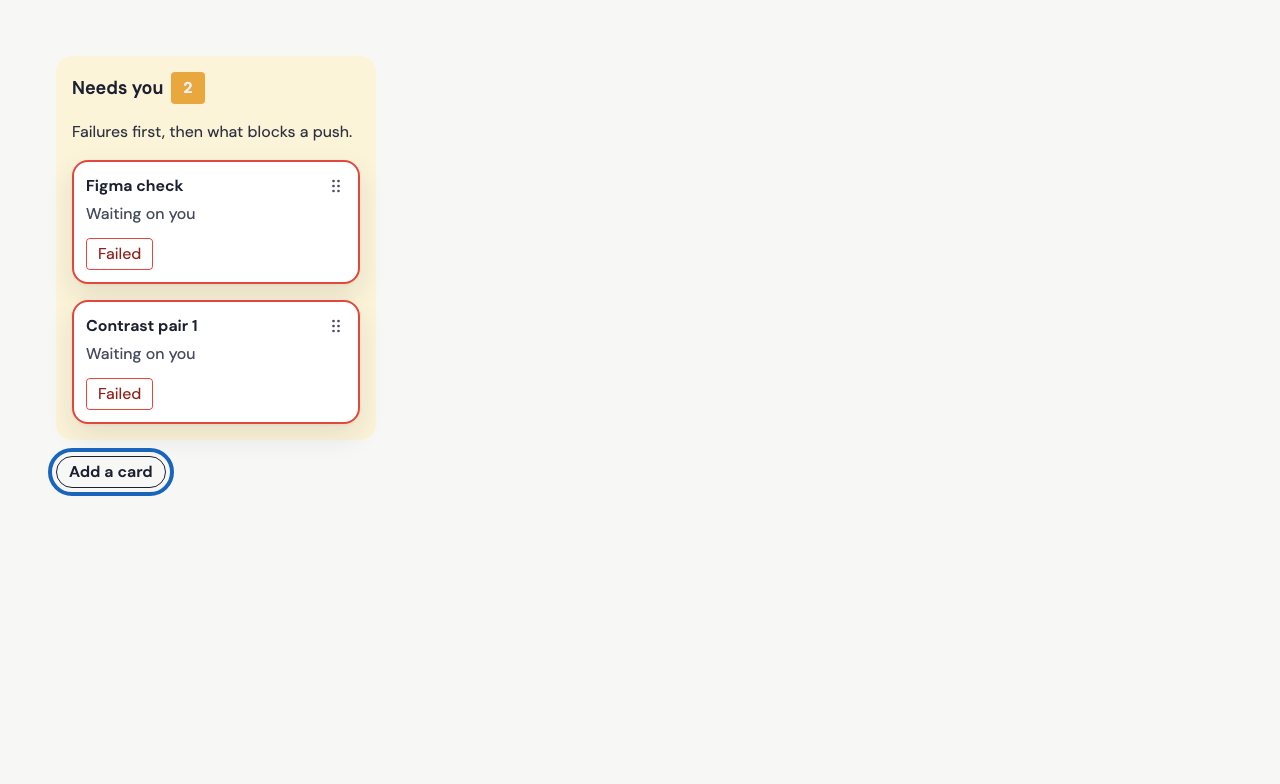 Needs you 2
Failures first, then what blocks a push.
Figma check
Waiting on you
Failed
Contrast pair 1
Waiting on you
Failed
Add a card